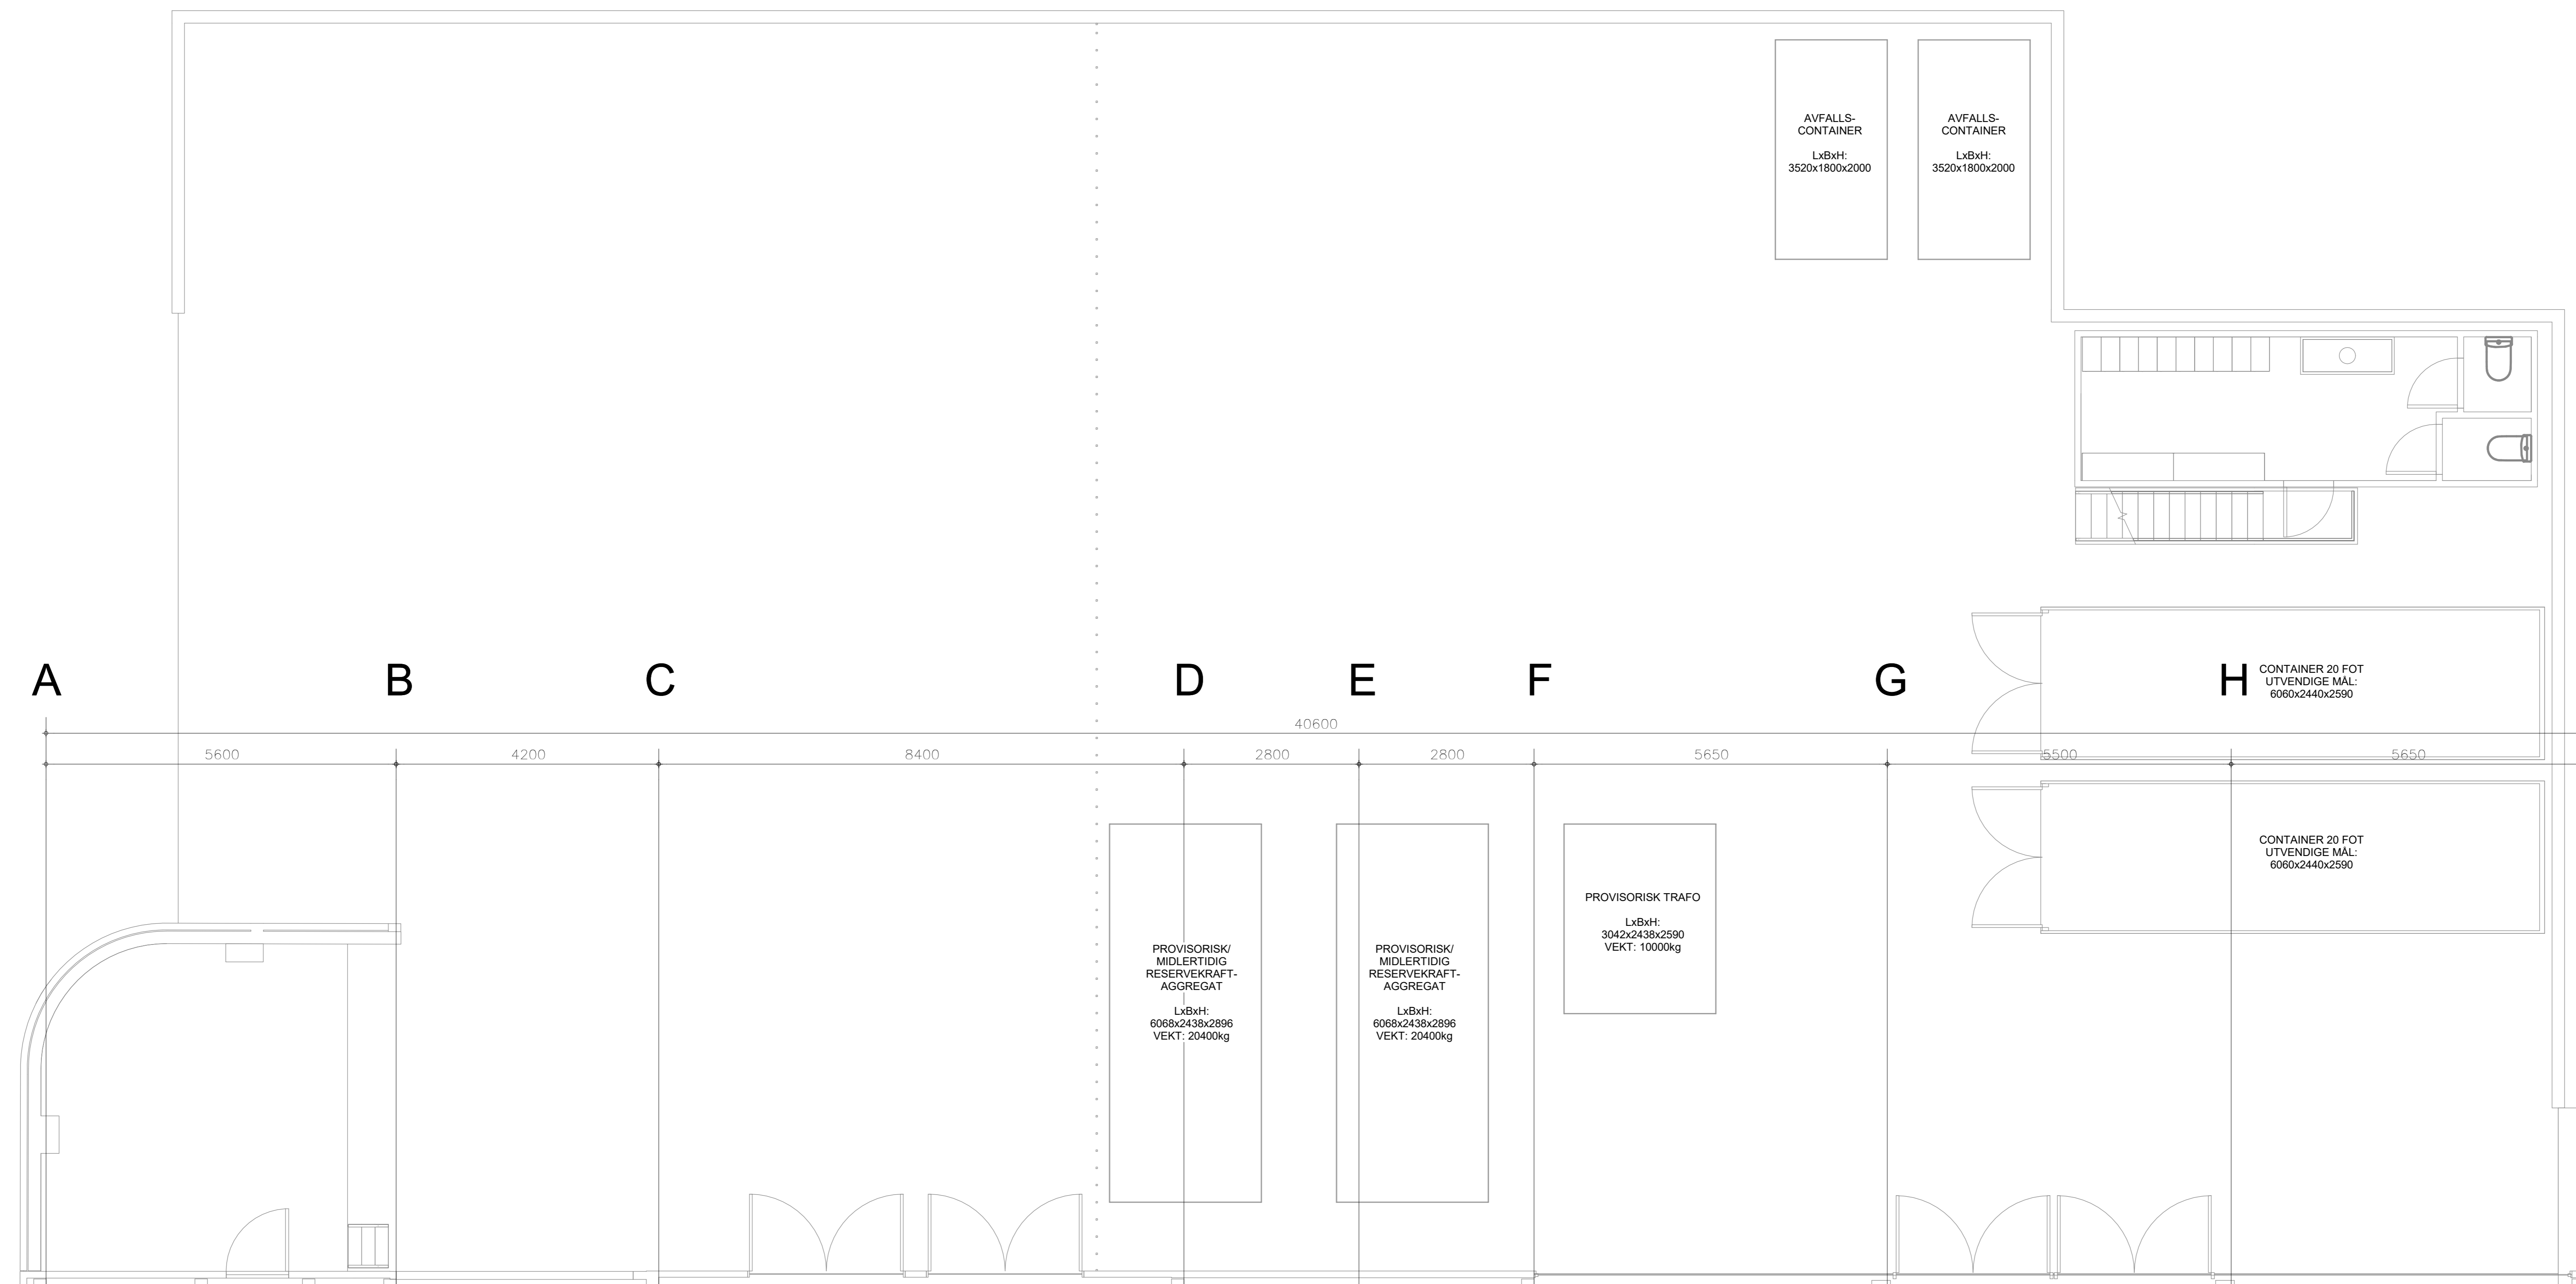 AVFALLS-
CONTAINER
LxBxH:
3520x1800x2000
AVFALLS-
CONTAINER
LxBxH:
3520x1800x2000
A
B
C
D
E
F
G
H
CONTAINER 20 FOT
UTVENDIGE MÅL:
6060x2440x2590
40600
5600
4200
8400
2800
2800
5650
5500
5650
CONTAINER 20 FOT
UTVENDIGE MÅL:
6060x2440x2590
PROVISORISK/
MIDLERTIDIG
RESERVEKRAFT-
AGGREGAT
LxBxH:
6068x2438x2896
VEKT: 20400kg
PROVISORISK/
MIDLERTIDIG
RESERVEKRAFT-
AGGREGAT
LxBxH:
6068x2438x2896
VEKT: 20400kg
PROVISORISK TRAFO
LxBxH:
3042x2438x2590
VEKT: 10000kg